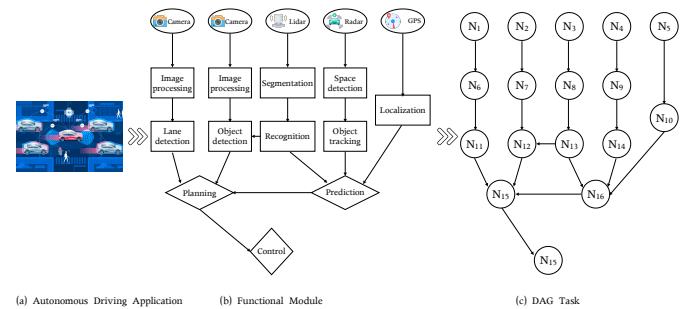 Camera Camera Lidar Radar GPS
Image processing Image processing Segmentation Space detection
Localization
Lane detection Object detection Recognition Object tracking
Planning Prediction
Control
N1 N2 N3 N4 N5
N6 N7 N8 N9
N10
N11 N12 N13 N14
N15 N16
N15
(a) Autonomous Driving Application (b) Functional Module (c) DAG Task